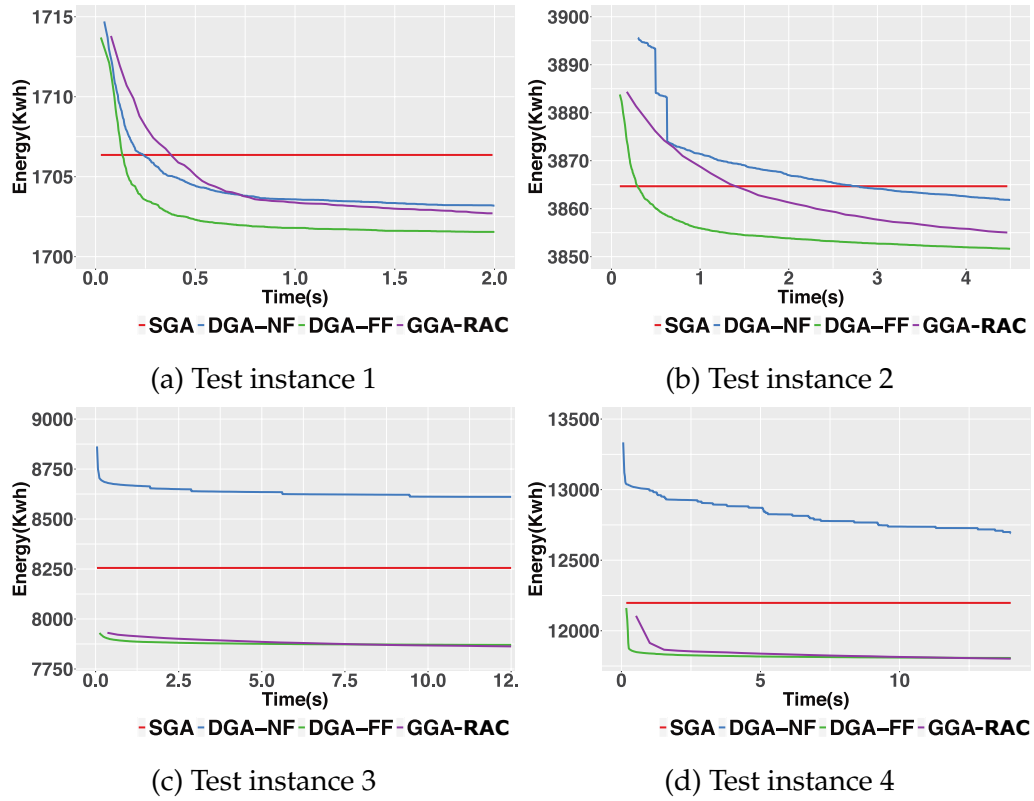 1715
1710
1705
1700
Energy(Kwh)
0.0 0.5 1.0 1.5 2.0
Time(s)
SGA DGA–NF DGA–FF GGA-RAC
(a) Test instance 1
3900
3890
3880
3870
3860
3850
Energy(Kwh)
1 2 3 4
Time(s)
SGA DGA–NF DGA–FF GGA-RAC
(b) Test instance 2
9000
8750
8500
8250
8000
7750
Energy(Kwh)
0.0 2.5 5.0 7.5 10.0 12.
Time(s)
SGA DGA–NF DGA–FF GGA-RAC
(c) Test instance 3
13500
13000
12500
12000
Energy(Kwh)
0 5 10
Time(s)
SGA DGA–NF DGA–FF GGA-RAC
(d) Test instance 4